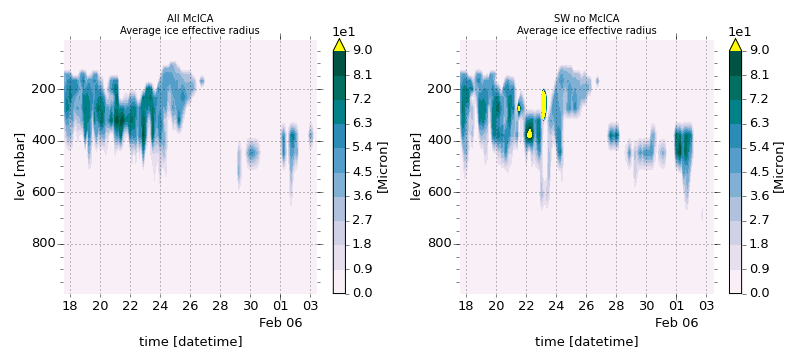 All McICA
Average ice effective radius
1e1
9.0
8.1
7.2
6.3
5.4
4.5
3.6
2.7
1.8
0.9
0.0
[Micron]
200
400
600
800
lev [mbar]
18 20 22 24 26 28 30 01 03
Feb 06
time [datetime]
SW no McICA
Average ice effective radius
1e1
9.0
8.1
7.2
6.3
5.4
4.5
3.6
2.7
1.8
0.9
0.0
[Micron]
200
400
600
800
lev [mbar]
18 20 22 24 26 28 30 01 03
Feb 06
time [datetime]